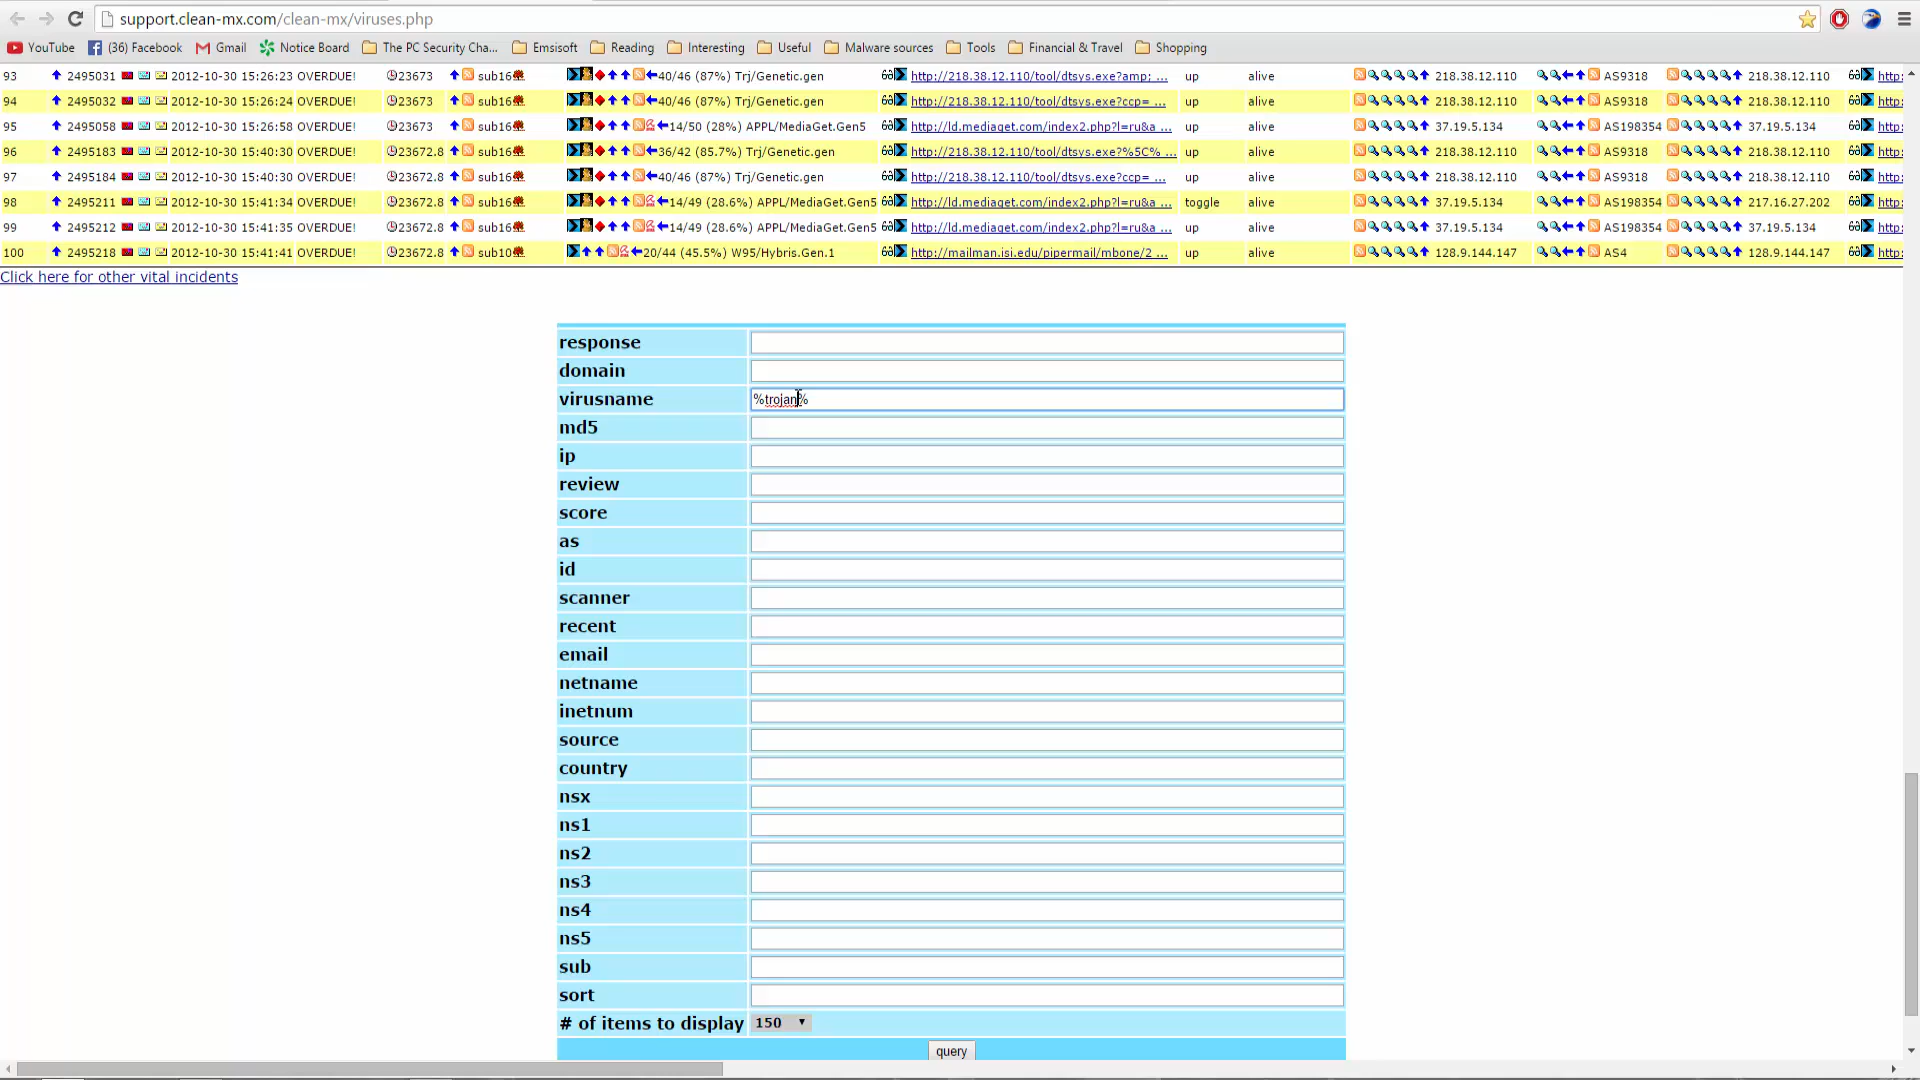 support.clean-mx.com/clean-mx/viruses.php
YouTube (36) Facebook Gmail Notice Board The PC Security Cha... Emsisoft Reading Interesting Useful Malware sources Tools Financial & Travel Shopping
93 2495031 2012-10-30 15:26:23 OVERDUE! 23673 sub16 40/46 (87%) Trj/Genetic.gen http://218.38.12.110/tool/dtsys.exe?amp; ... up alive 218.38.12.110 AS9318 218.38.12.110 http:
94 2495032 2012-10-30 15:26:24 OVERDUE! 23673 sub16 40/46 (87%) Trj/Genetic.gen http://218.38.12.110/tool/dtsys.exe?ccp= ... up alive 218.38.12.110 AS9318 218.38.12.110 http:
95 2495058 2012-10-30 15:26:58 OVERDUE! 23673 sub16 14/50 (28%) APPL/MediaGet.Gen5 http://ld.mediaget.com/index2.php?l=ru&a ... up alive 37.19.5.134 AS198354 37.19.5.134 http:
96 2495183 2012-10-30 15:40:30 OVERDUE! 23672.8 sub16 36/42 (85.7%) Trj/Genetic.gen http://218.38.12.110/tool/dtsys.exe?%5C% ... up alive 218.38.12.110 AS9318 218.38.12.110 http:
97 2495184 2012-10-30 15:40:30 OVERDUE! 23672.8 sub16 40/46 (87%) Trj/Genetic.gen http://218.38.12.110/tool/dtsys.exe?ccp= ... up alive 218.38.12.110 AS9318 218.38.12.110 http:
98 2495211 2012-10-30 15:41:34 OVERDUE! 23672.8 sub16 14/49 (28.6%) APPL/MediaGet.Gen5 http://ld.mediaget.com/index2.php?l=ru&a ... toggle alive 37.19.5.134 AS198354 217.16.27.202 http:
99 2495212 2012-10-30 15:41:35 OVERDUE! 23672.8 sub16 14/49 (28.6%) APPL/MediaGet.Gen5 http://ld.mediaget.com/index2.php?l=ru&a ... up alive 37.19.5.134 AS198354 37.19.5.134 http:
100 2495218 2012-10-30 15:41:41 OVERDUE! 23672.8 sub10 20/44 (45.5%) W95/Hybris.Gen.1 http://mailman.isi.edu/pipermail/mbone/2 ... up alive 128.9.144.147 AS4 128.9.144.147 http:
Click here for other vital incidents
response
domain
virusname %trojan%
md5
ip
review
score
as
id
scanner
recent
email
netname
inetnum
source
country
nsx
ns1
ns2
ns3
ns4
ns5
sub
sort
# of items to display 150
query